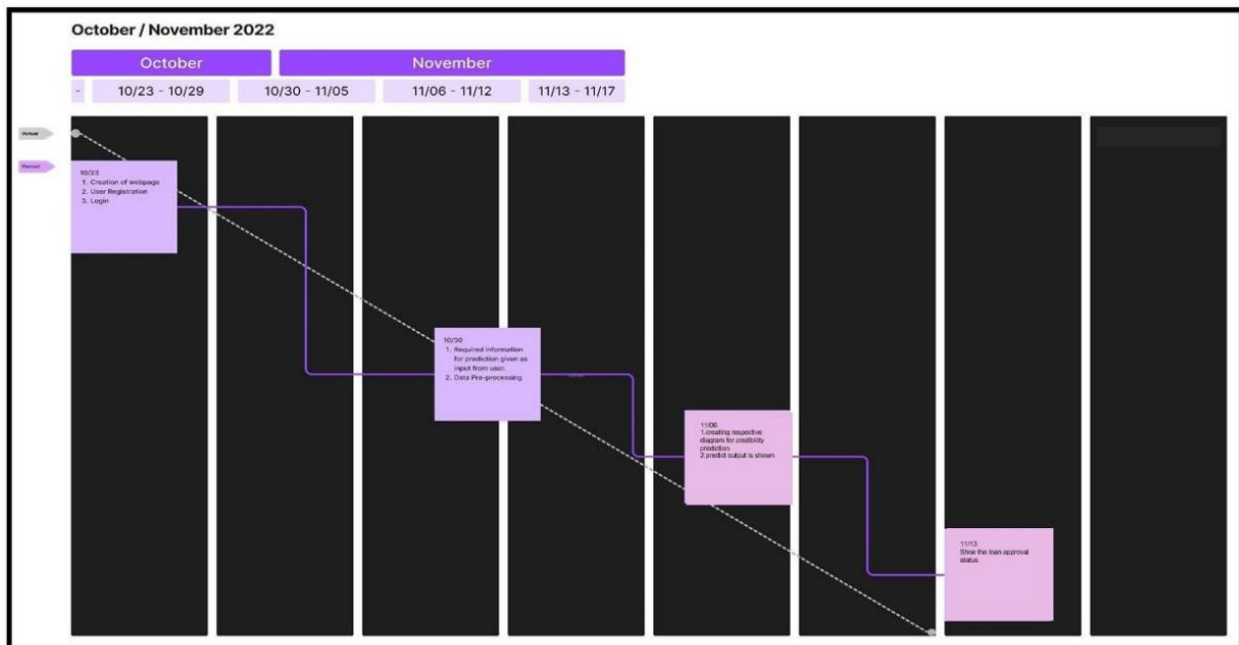 October / November 2022
October
November
-
10/23 - 10/29
10/30 - 11/05
11/06 - 11/12
11/13 - 11/17
Planned
10/23
1. Creation of webpage
2. User Registration
3. Login
10/30
1. Required information
for prediction given as
input from user.
2. Data Pre-processing
11/06
1.creating respective
diagram for credibility
prediction
2.predict output is shown
11/13
Shoe the loan approval
status